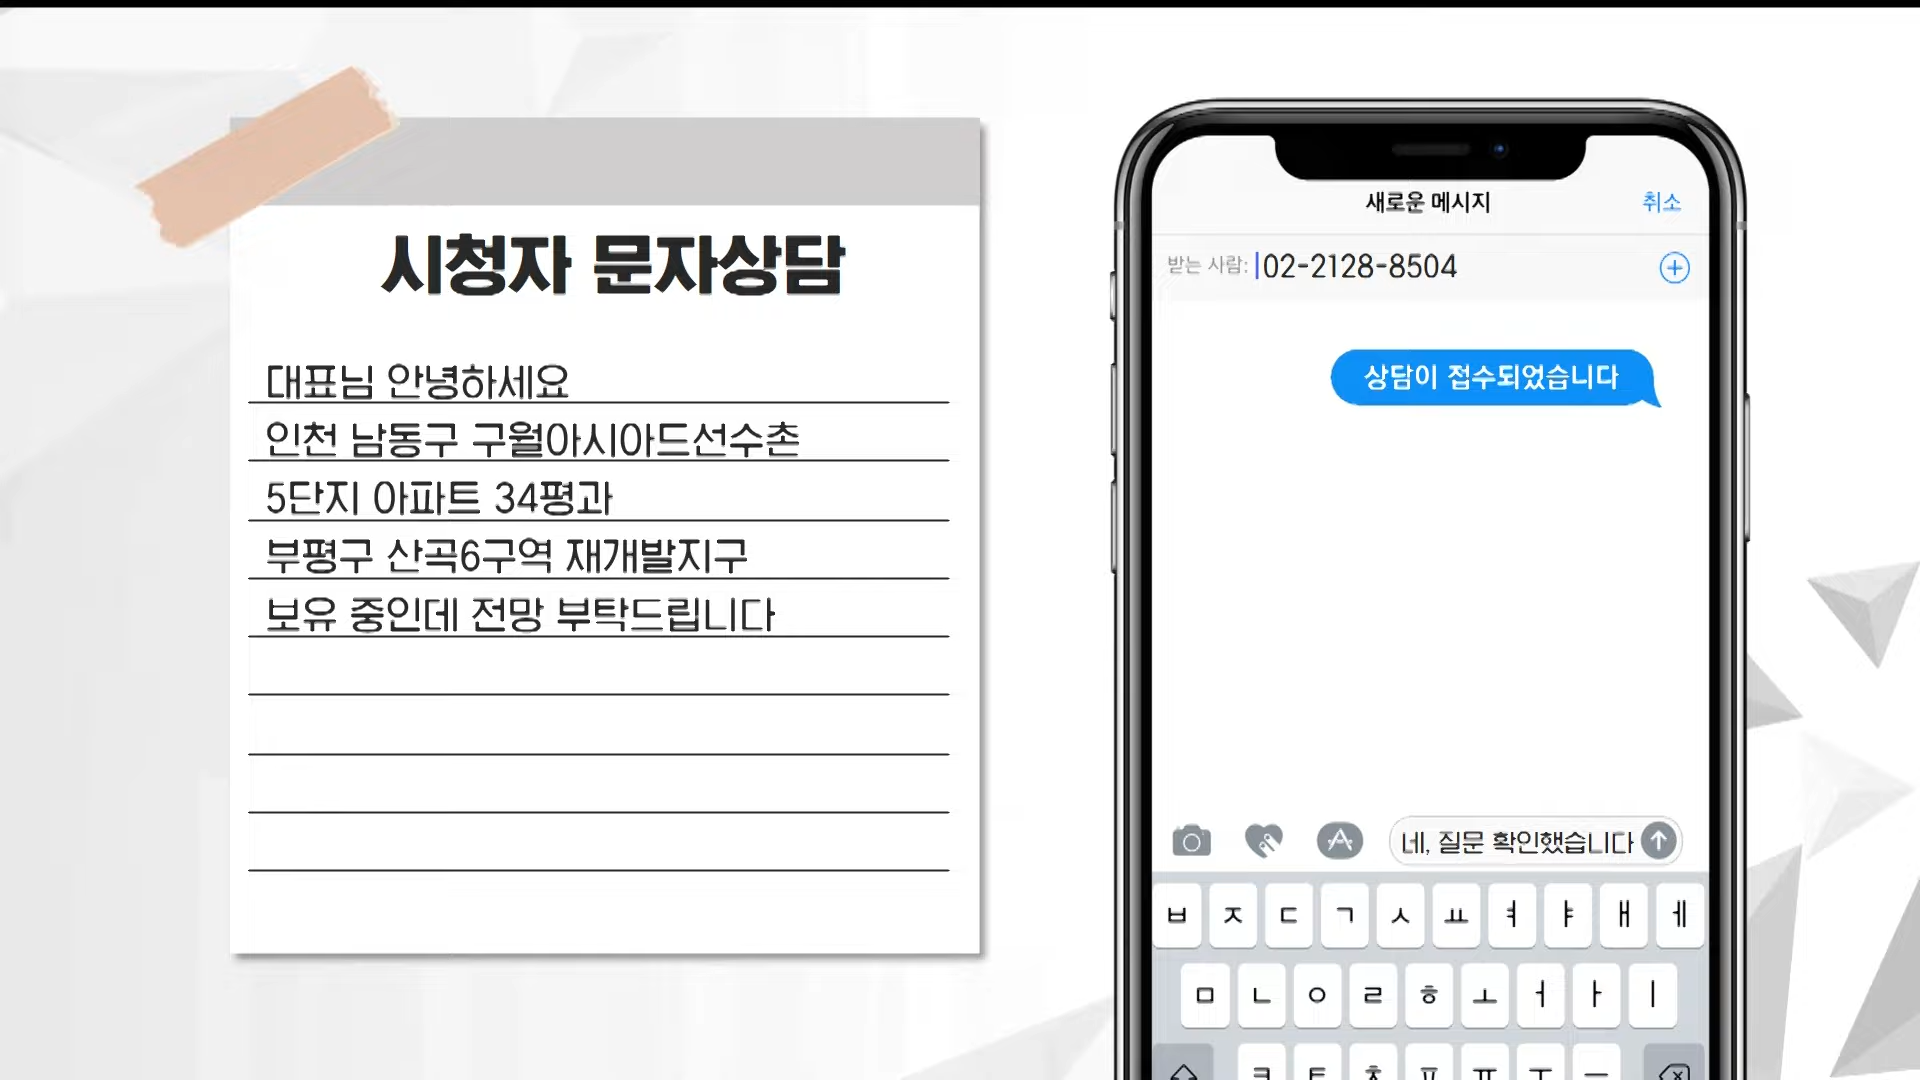 시청자 문자상담
대표님 안녕하세요
인천 남동구 구월아시아드선수촌
5단지 아파트 34평과
부평구 산곡6구역 재개발지구
보유 중인데 전망 부탁드립니다
새로운 메시지 취소
받는 사람: 02-2128-8504
상담이 접수되었습니다
네, 질문 확인했습니다
ㅂ ㅈ ㄷ ㄱ ㅅ ㅛ ㅕ ㅑ ㅐ ㅔ
ㅁ ㄴ ㅇ ㄹ ㅎ ㅗ ㅓ ㅏ ㅣ
ㅋ ㅌ ㅊ ㅍ ㅠ ㅜ ㅡ